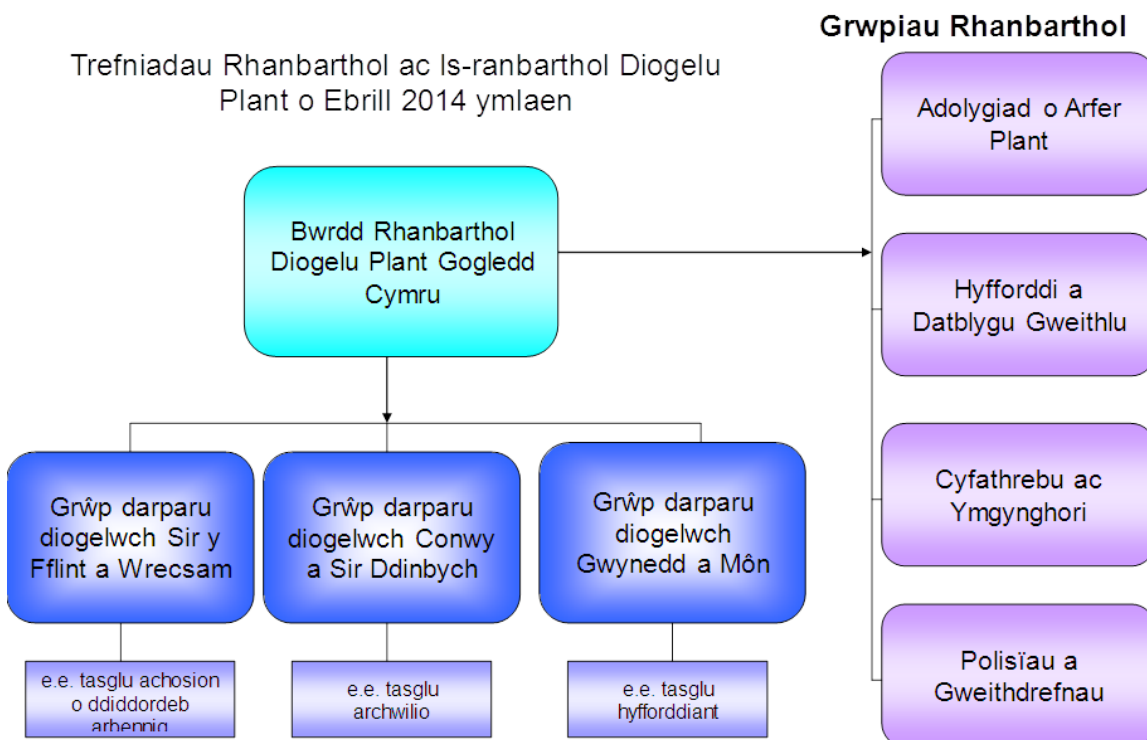 Trefniadau Rhanbarthol ac Is-ranbarthol Diogelu
Plant o Ebrill 2014 ymlaen
Grwpiau Rhanbarthol
Bwrdd Rhanbarthol
Diogelu Plant Gogledd
Cymru
Adolygiad o Arfer
Plant
Hyfforddi a
Datblygu Gweithlu
Cyfathrebu ac
Ymgynghori
Polisïau a
Gweithdrefnau
Grŵp darparu
diogelwch Sir y
Fflint a Wrecsam
Grŵp darparu
diogelwch Conwy
a Sir Ddinbych
Grŵp darparu
diogelwch
Gwynedd a Môn
e.e. tasglu achosion
o ddiddordeb
arbennig
e.e. tasglu
archwilio
e.e. tasglu
hyfforddiant